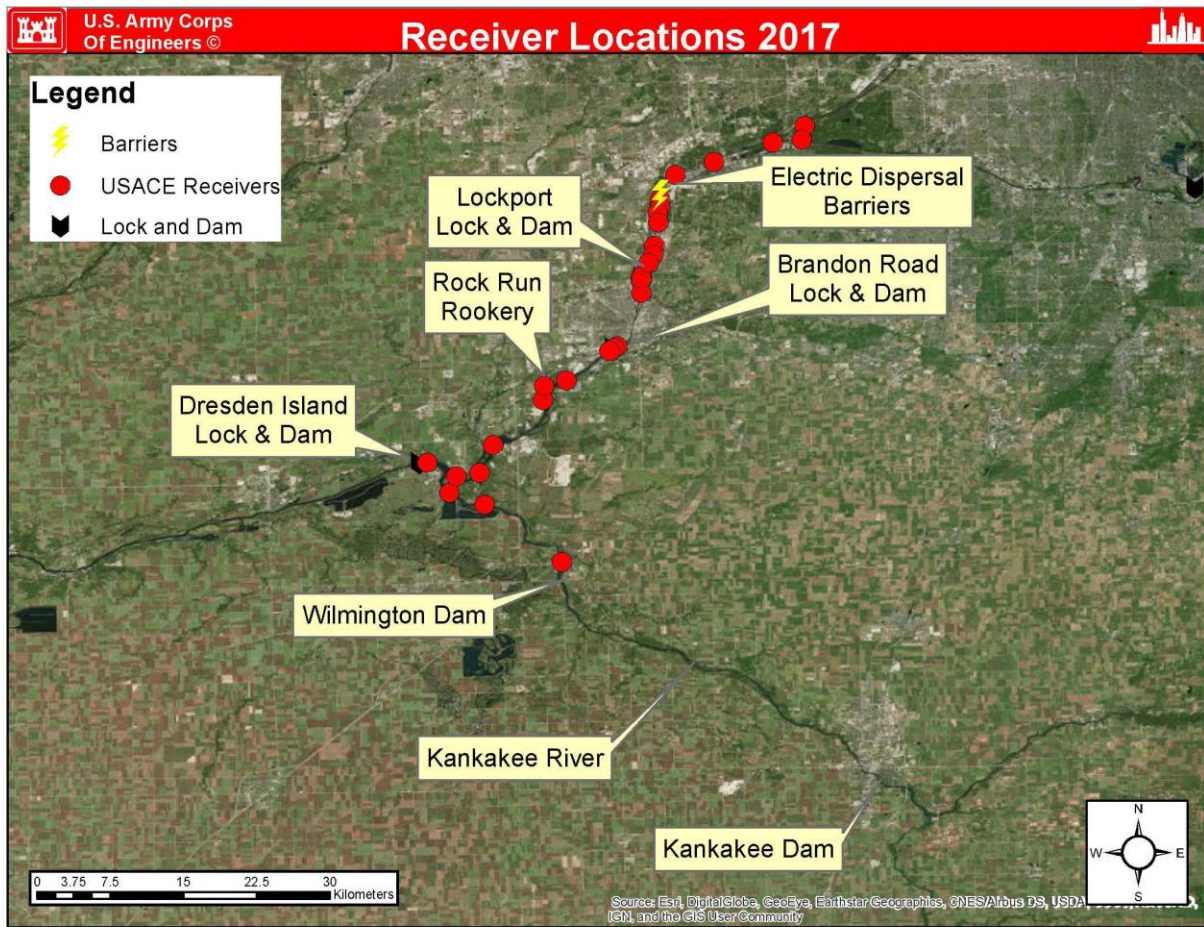 U.S. Army Corps
Of Engineers ©
Receiver Locations 2017
Legend
Barriers
USACE Receivers
Lock and Dam
Electric Dispersal
Barriers
Lockport
Lock & Dam
Brandon Road
Lock & Dam
Rock Run
Rookery
Dresden Island
Lock & Dam
Wilmington Dam
Kankakee River
Kankakee Dam
N
W E
S
0 3.75 7.5 15 22.5 30
Kilometers
Source: Esri, DigitalGlobe, GeoEye, Earthstar Geographics, CNES/Airbus DS, USDA,
IGN, and the GIS User Community